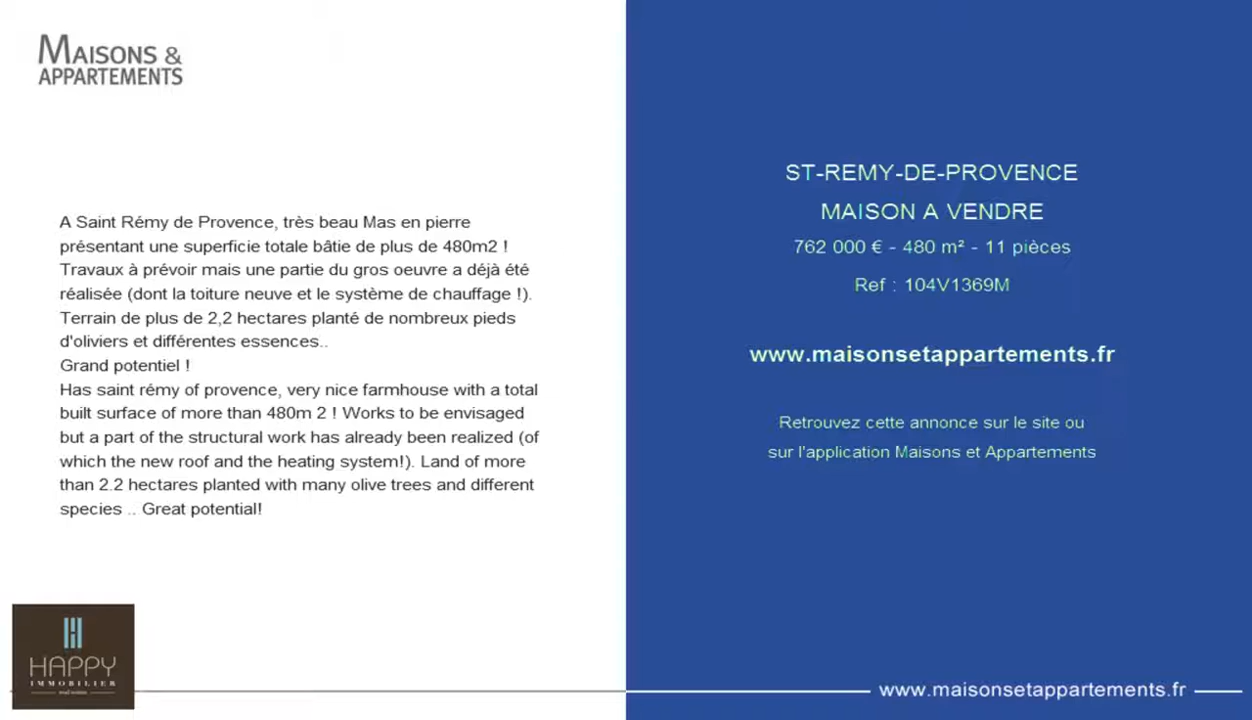 MAISONS &
APPARTEMENTS
A Saint Rémy de Provence, très beau Mas en pierre
présentant une superficie totale bâtie de plus de 480m2 !
Travaux à prévoir mais une partie du gros oeuvre a déjà été
réalisée (dont la toiture neuve et le système de chauffage !).
Terrain de plus de 2,2 hectares planté de nombreux pieds
d'oliviers et différentes essences..
Grand potentiel !
Has saint rémy of provence, very nice farmhouse with a total
built surface of more than 480m 2 ! Works to be envisaged
but a part of the structural work has already been realized (of
which the new roof and the heating system!). Land of more
than 2.2 hectares planted with many olive trees and different
species .. Great potential!
HAPPY
IMMOBILIER
ST-REMY-DE-PROVENCE
MAISON A VENDRE
762 000 € - 480 m² - 11 pièces
Ref : 104V1369M
www.maisonsetappartements.fr
Retrouvez cette annonce sur le site ou
sur l'application Maisons et Appartements
www.maisonsetappartements.fr